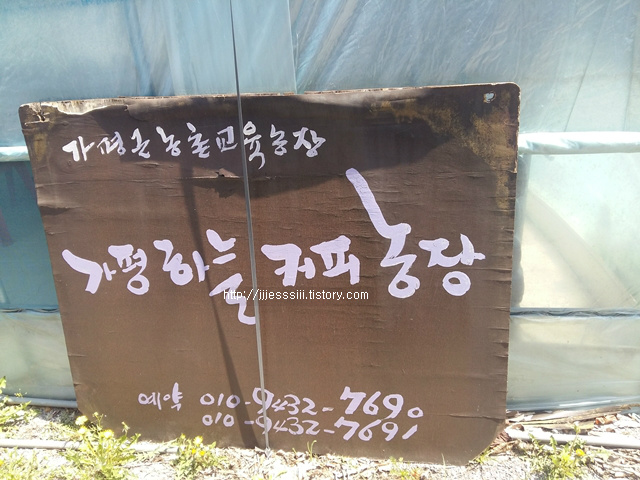 가평군 농촌교육농장
가평하늘 커피 농장
http://jjjesssiii.tistory.com
예약 010-9432-7690
010-9432-7691